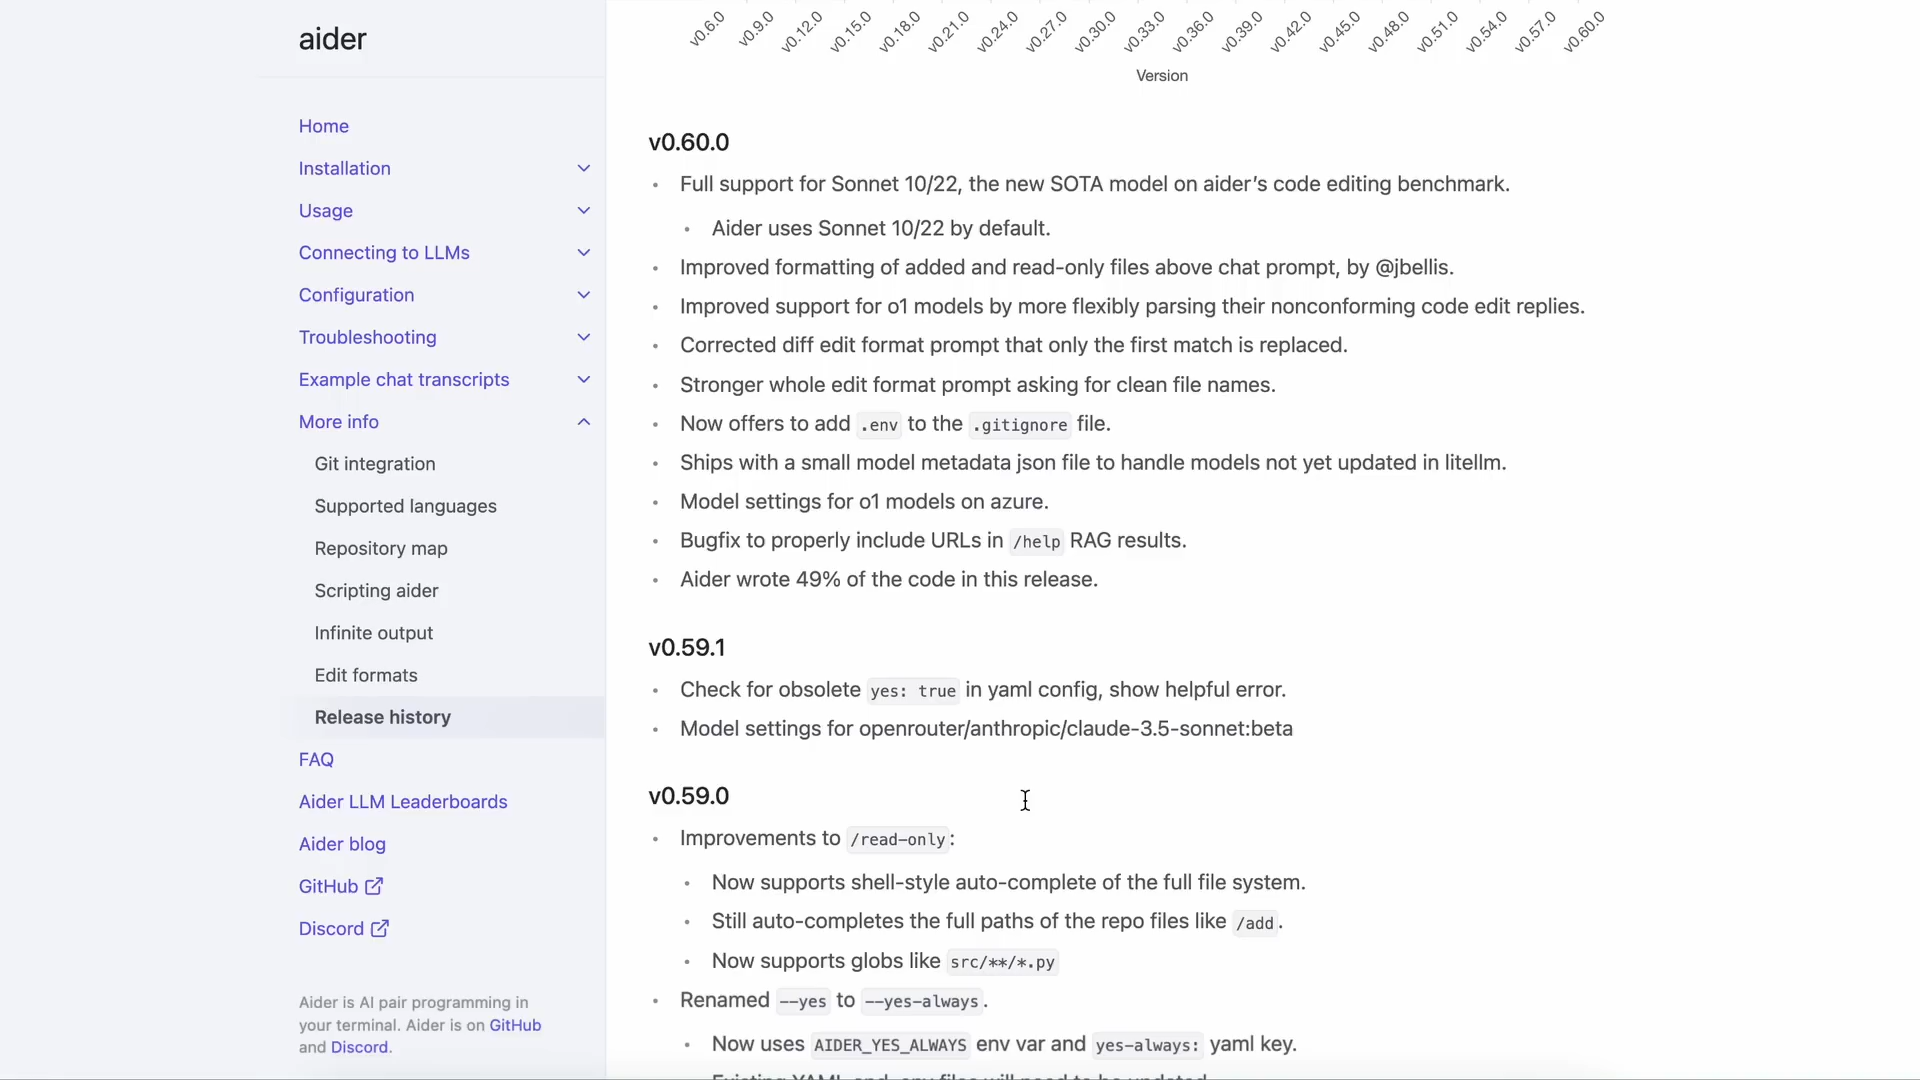 aider
Home
Installation
Usage
Connecting to LLMs
Configuration
Troubleshooting
Example chat transcripts
More info
Git integration
Supported languages
Repository map
Scripting aider
Infinite output
Edit formats
Release history
FAQ
Aider LLM Leaderboards
Aider blog
GitHub
Discord
Aider is AI pair programming in
your terminal. Aider is on GitHub
and Discord.
v0.6.0 v0.9.0 v0.12.0 v0.15.0 v0.18.0 v0.21.0 v0.24.0 v0.27.0 v0.30.0 v0.33.0 v0.36.0 v0.39.0 v0.42.0 v0.45.0 v0.48.0 v0.51.0 v0.54.0 v0.57.0 v0.60.0
Version
v0.60.0
• Full support for Sonnet 10/22, the new SOTA model on aider’s code editing benchmark.
• Aider uses Sonnet 10/22 by default.
• Improved formatting of added and read-only files above chat prompt, by @jbellis.
• Improved support for o1 models by more flexibly parsing their nonconforming code edit replies.
• Corrected diff edit format prompt that only the first match is replaced.
• Stronger whole edit format prompt asking for clean file names.
• Now offers to add .env to the .gitignore file.
• Ships with a small model metadata json file to handle models not yet updated in litellm.
• Model settings for o1 models on azure.
• Bugfix to properly include URLs in /help RAG results.
• Aider wrote 49% of the code in this release.
v0.59.1
• Check for obsolete yes: true in yaml config, show helpful error.
• Model settings for openrouter/anthropic/claude-3.5-sonnet:beta
v0.59.0
• Improvements to /read-only:
• Now supports shell-style auto-complete of the full file system.
• Still auto-completes the full paths of the repo files like /add.
• Now supports globs like src/**/*.py
• Renamed --yes to --yes-always.
• Now uses AIDER_YES_ALWAYS env var and yes-always: yaml key.
Existing YAML and .env files will need to be updated.